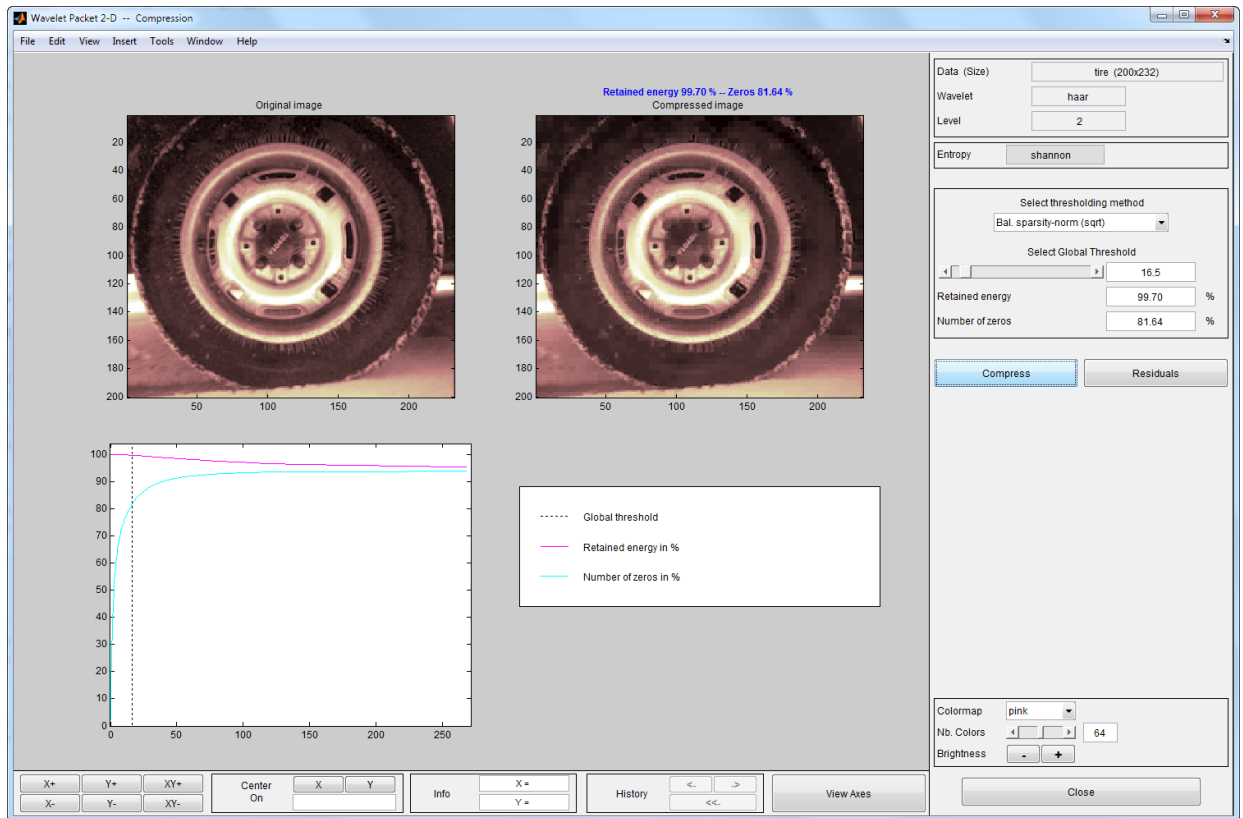 Wavelet Packet 2-D -- Compression
File Edit View Insert Tools Window Help
Retained energy 99.70 % -- Zeros 81.64 %
Original image
Compressed image
20
40
60
80
100
120
140
160
180
200
50 100 150 200
20
40
60
80
100
120
140
160
180
200
50 100 150 200
100
90
80
70
60
50
40
30
20
10
0
0 50 100 150 200 250
Global threshold
Retained energy in %
Number of zeros in %
Data (Size) tire (200x232)
Wavelet haar
Level 2
Entropy shannon
Select thresholding method
Bal. sparsity-norm (sqrt)
Select Global Threshold
16.5
Retained energy 99.70 %
Number of zeros 81.64 %
Compress Residuals
Colormap pink
Nb. Colors 64
Brightness - +
X+ Y+ XY+
X- Y- XY-
Center On X Y
Info X =
Y =
History <- ->
<<-
View Axes
Close